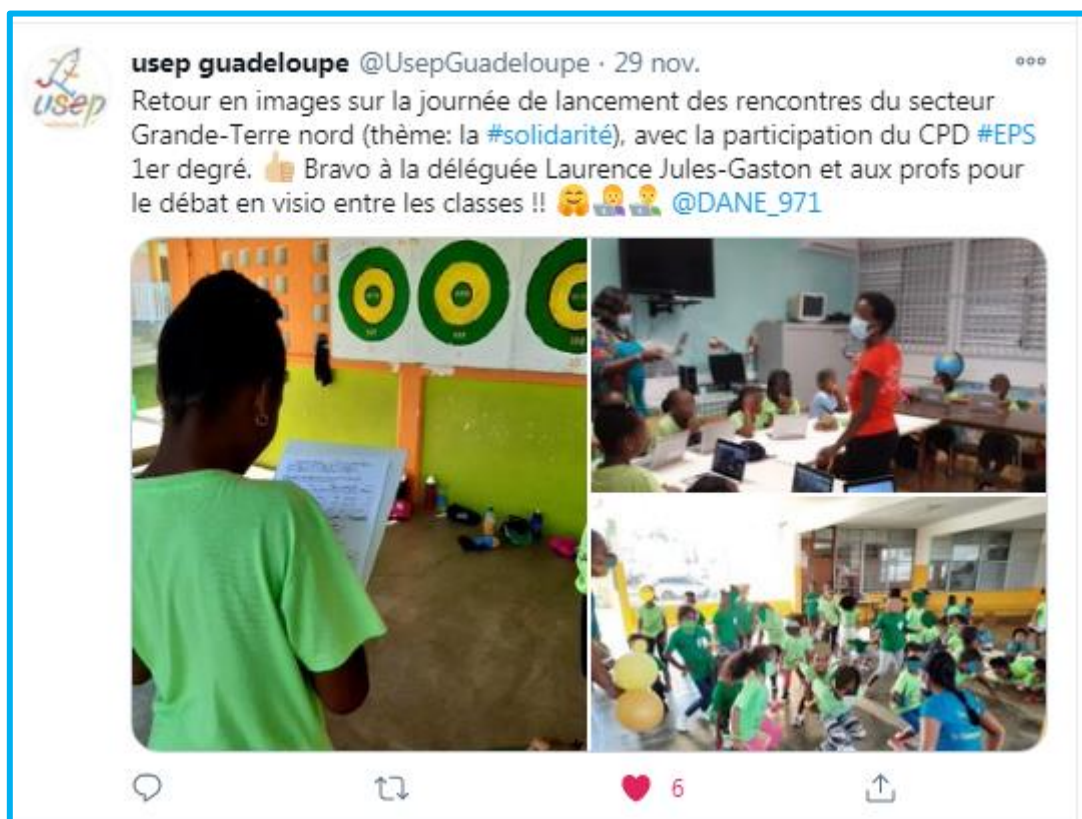 usep
usep guadeloupe @UsepGuadeloupe · 29 nov.
Retour en images sur la journée de lancement des rencontres du secteur
Grande-Terre nord (thème: la #solidarité), avec la participation du CPD #EPS
1er degré. 👍 Bravo à la déléguée Laurence Jules-Gaston et aux profs pour
le débat en visio entre les classes !! 🤗👩‍💻👨‍💻 @DANE_971
6